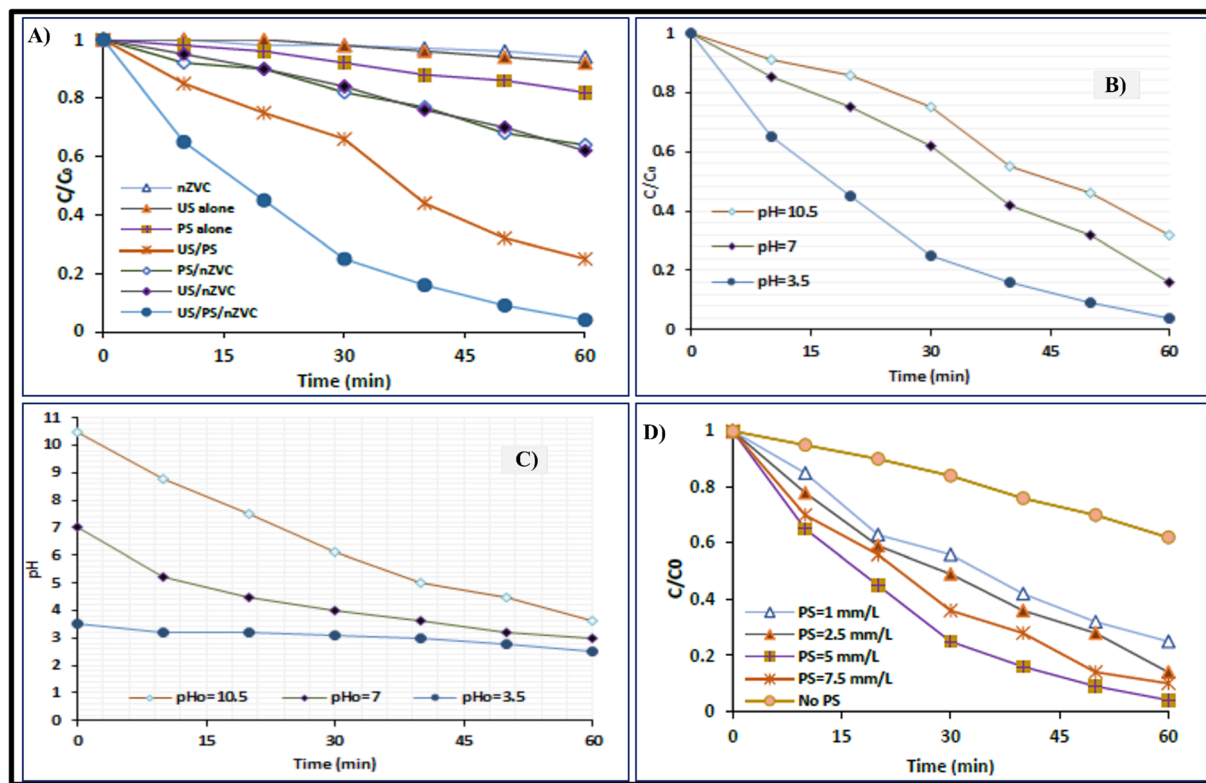 A)
1
0.8
0.6
0.4
0.2
0
C/C₀
nZVC
US alone
PS alone
US/PS
PS/nZVC
US/nZVC
US/PS/nZVC
0 15 30 45 60
Time (min)
B)
1
0.8
0.6
0.4
0.2
0
C/C₀
pH=10.5
pH=7
pH=3.5
0 15 30 45 60
Time (min)
C)
11
10
9
8
7
6
5
4
3
2
1
0
pH
pHo=10.5 pHo=7 pHo=3.5
0 15 30 45 60
Time (min)
D)
1
0.8
0.6
0.4
0.2
0
C/C0
PS=1 mm/L
PS=2.5 mm/L
PS=5 mm/L
PS=7.5 mm/L
No PS
0 15 30 45 60
Time (min)